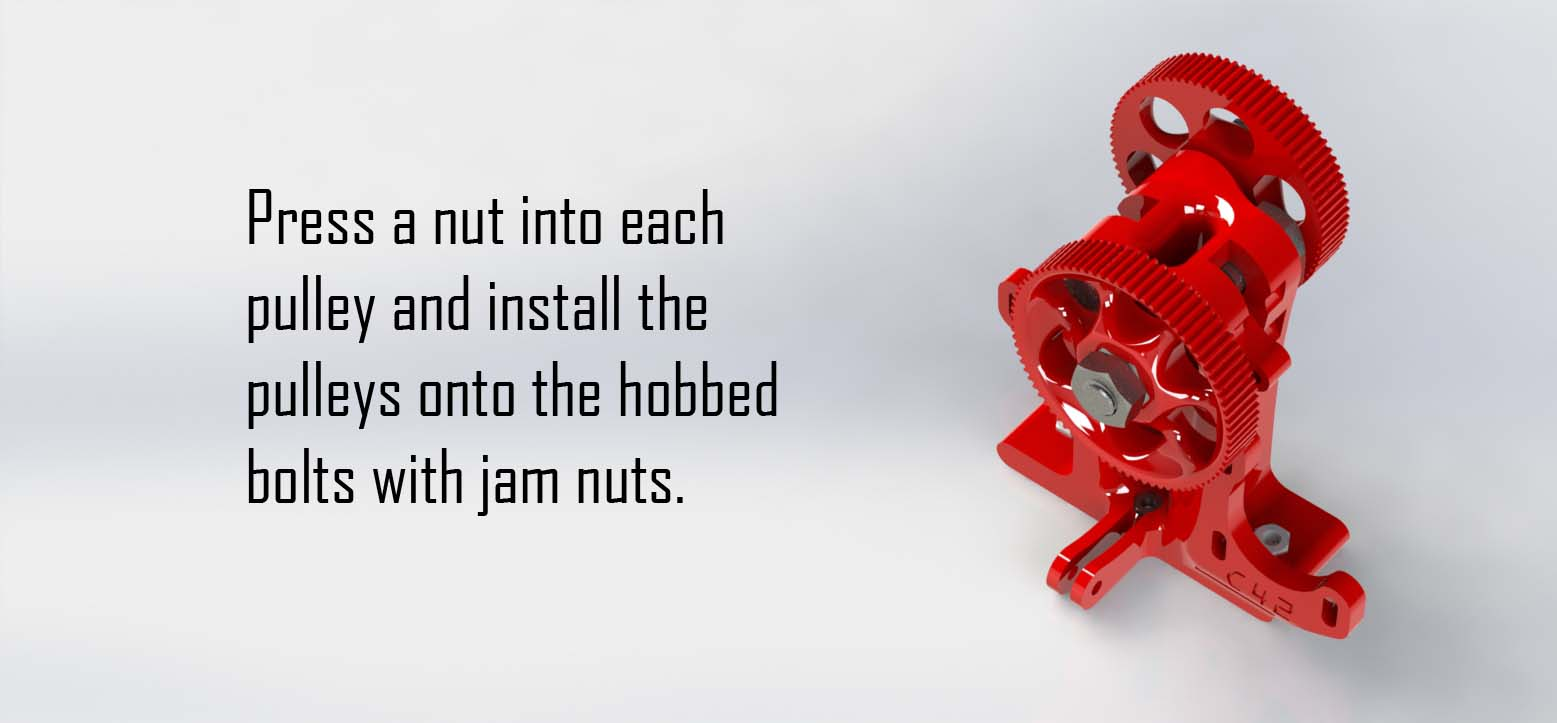 Press a nut into each
pulley and install the
pulleys onto the hobbed
bolts with jam nuts.
C42